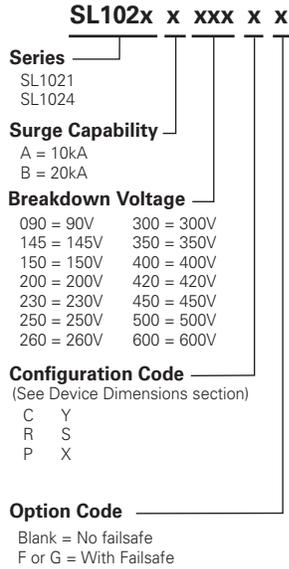 SL102x x xxx x x
Series
SL1021
SL1024
Surge Capability
A = 10kA
B = 20kA
Breakdown Voltage
090 = 90V 300 = 300V
145 = 145V 350 = 350V
150 = 150V 400 = 400V
200 = 200V 420 = 420V
230 = 230V 450 = 450V
250 = 250V 500 = 500V
260 = 260V 600 = 600V
Configuration Code
(See Device Dimensions section)
C Y
R S
P X
Option Code
Blank = No failsafe
F or G = With Failsafe